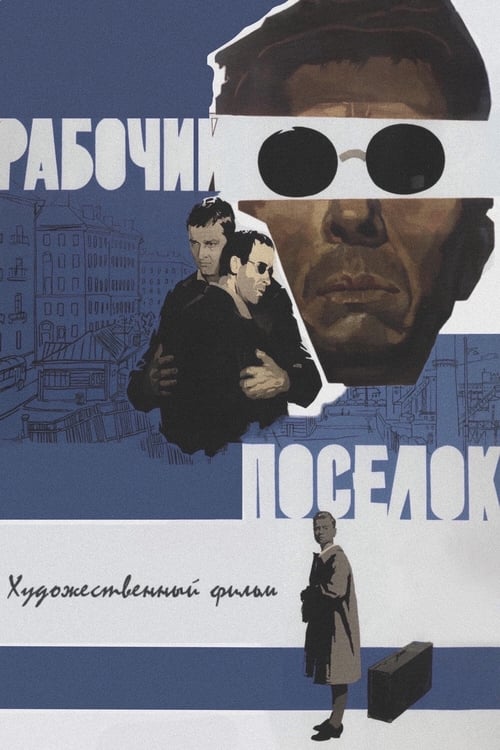 РАБОЧИЙ
ПОСЕЛОК
Художественный фильм